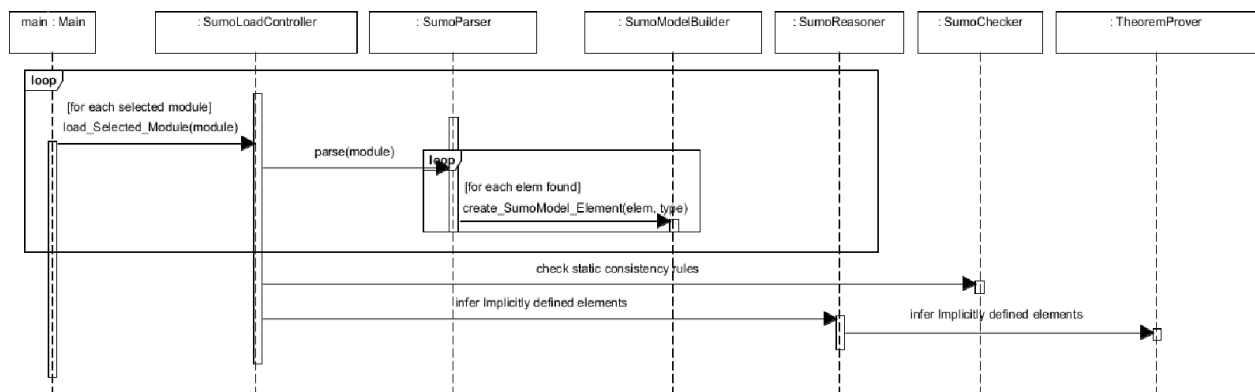 main : Main
: SumoLoadController
: SumoParser
: SumoModelBuilder
: SumoReasoner
: SumoChecker
: TheoremProver
loop
[for each selected module]
load_Selected_Module(module)
parse(module)
loop
[for each elem found]
create_SumoModel_Element(elem, type)
check static consistency rules
infer Implicitly defined elements
infer Implicitly defined elements